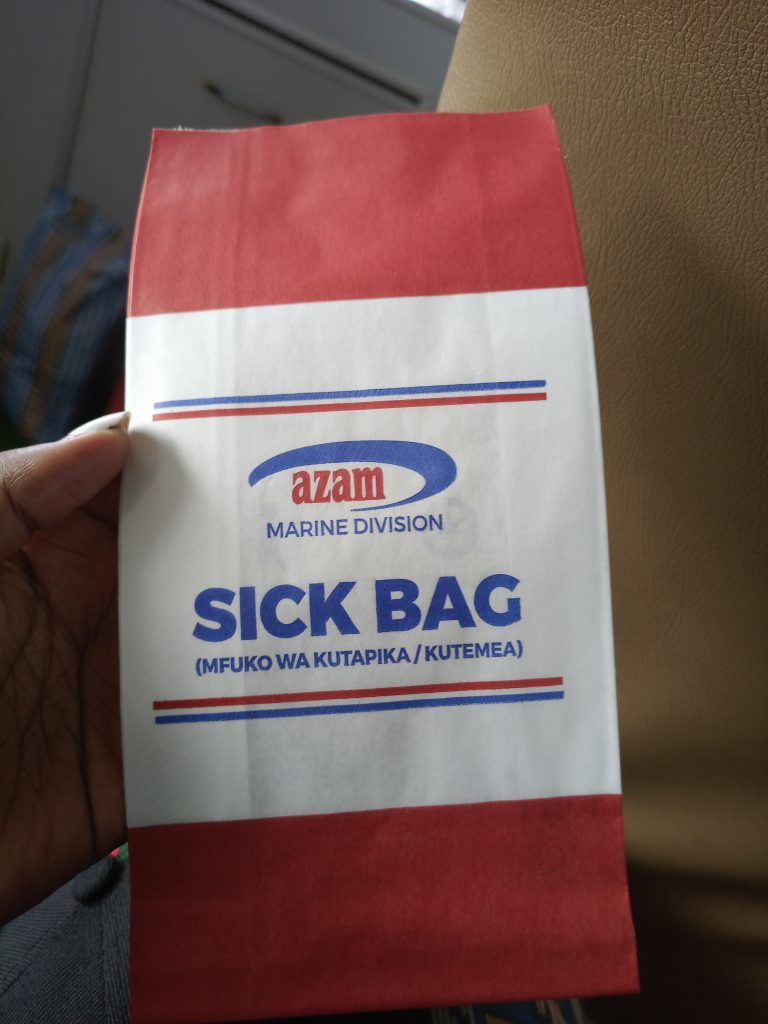 azam
MARINE DIVISION
SICK BAG
(MFUKO WA KUTAPIKA / KUTEMEA)